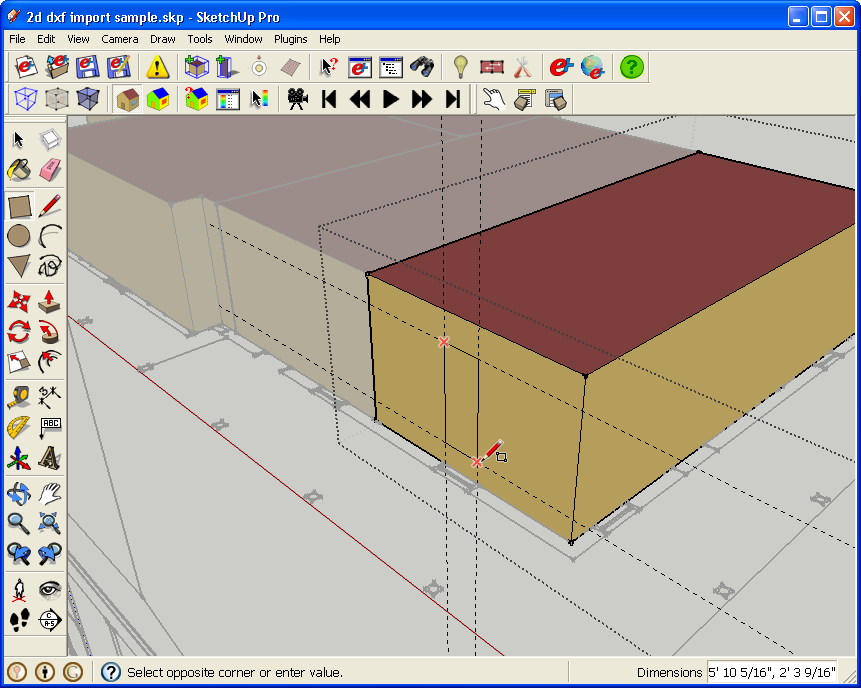 2d dxf import sample.skp - SketchUp Pro
File Edit View Camera Draw Tools Window Plugins Help
ABC
Select opposite corner or enter value.
Dimensions 5' 10 5/16", 2' 3 9/16"